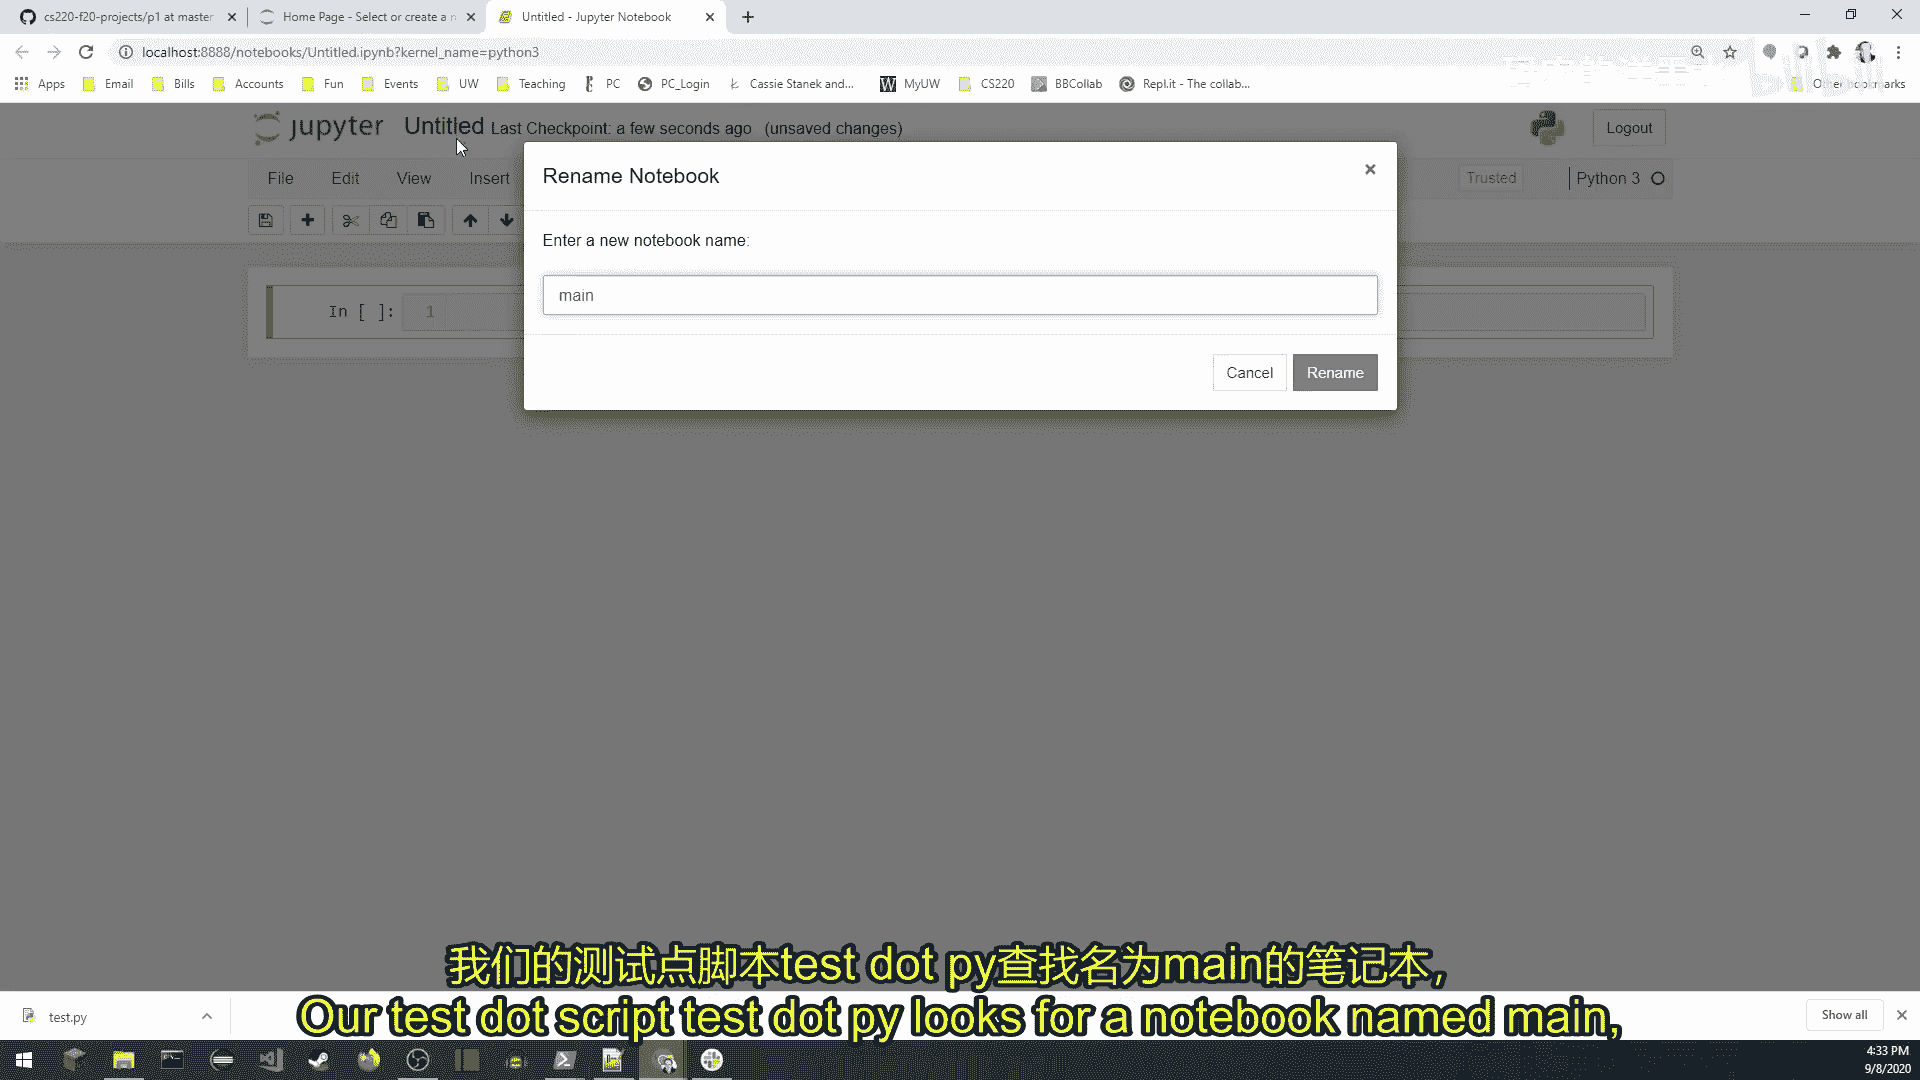 cs220-f20-projects/p1 at master
Home Page - Select or create a n
Untitled - Jupyter Notebook
localhost:8888/notebooks/Untitled.ipynb?kernel_name=python3
Apps Email Bills Accounts Fun Events UW Teaching PC PC_Login Cassie Stanek and... MyUW CS220 BBCollab Repl.it - The collab... Other bookmarks
jupyter Untitled Last Checkpoint: a few seconds ago (unsaved changes) Logout
File Edit View Insert Trusted Python 3
Rename Notebook
Enter a new notebook name:
main
In [ ]: 1
Cancel Rename
我们的测试点脚本test dot py查找名为main的笔记本,
Our test dot script test dot py looks for a notebook named main,
test.py Show all
4:33 PM
9/8/2020